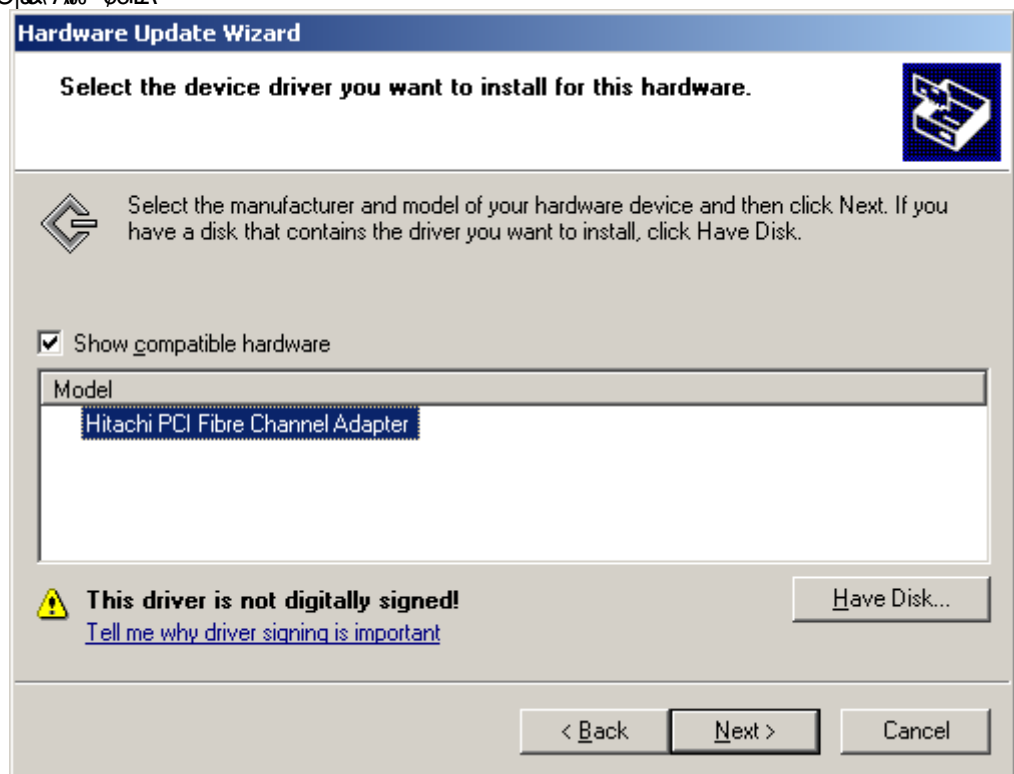 Hardware Update Wizard
Select the device driver you want to install for this hardware.
Select the manufacturer and model of your hardware device and then click Next. If you
have a disk that contains the driver you want to install, click Have Disk.
Show compatible hardware
Model
Hitachi PCI Fibre Channel Adapter
This driver is not digitally signed!
Have Disk...
Tell me why driver signing is important
< Back
Next >
Cancel